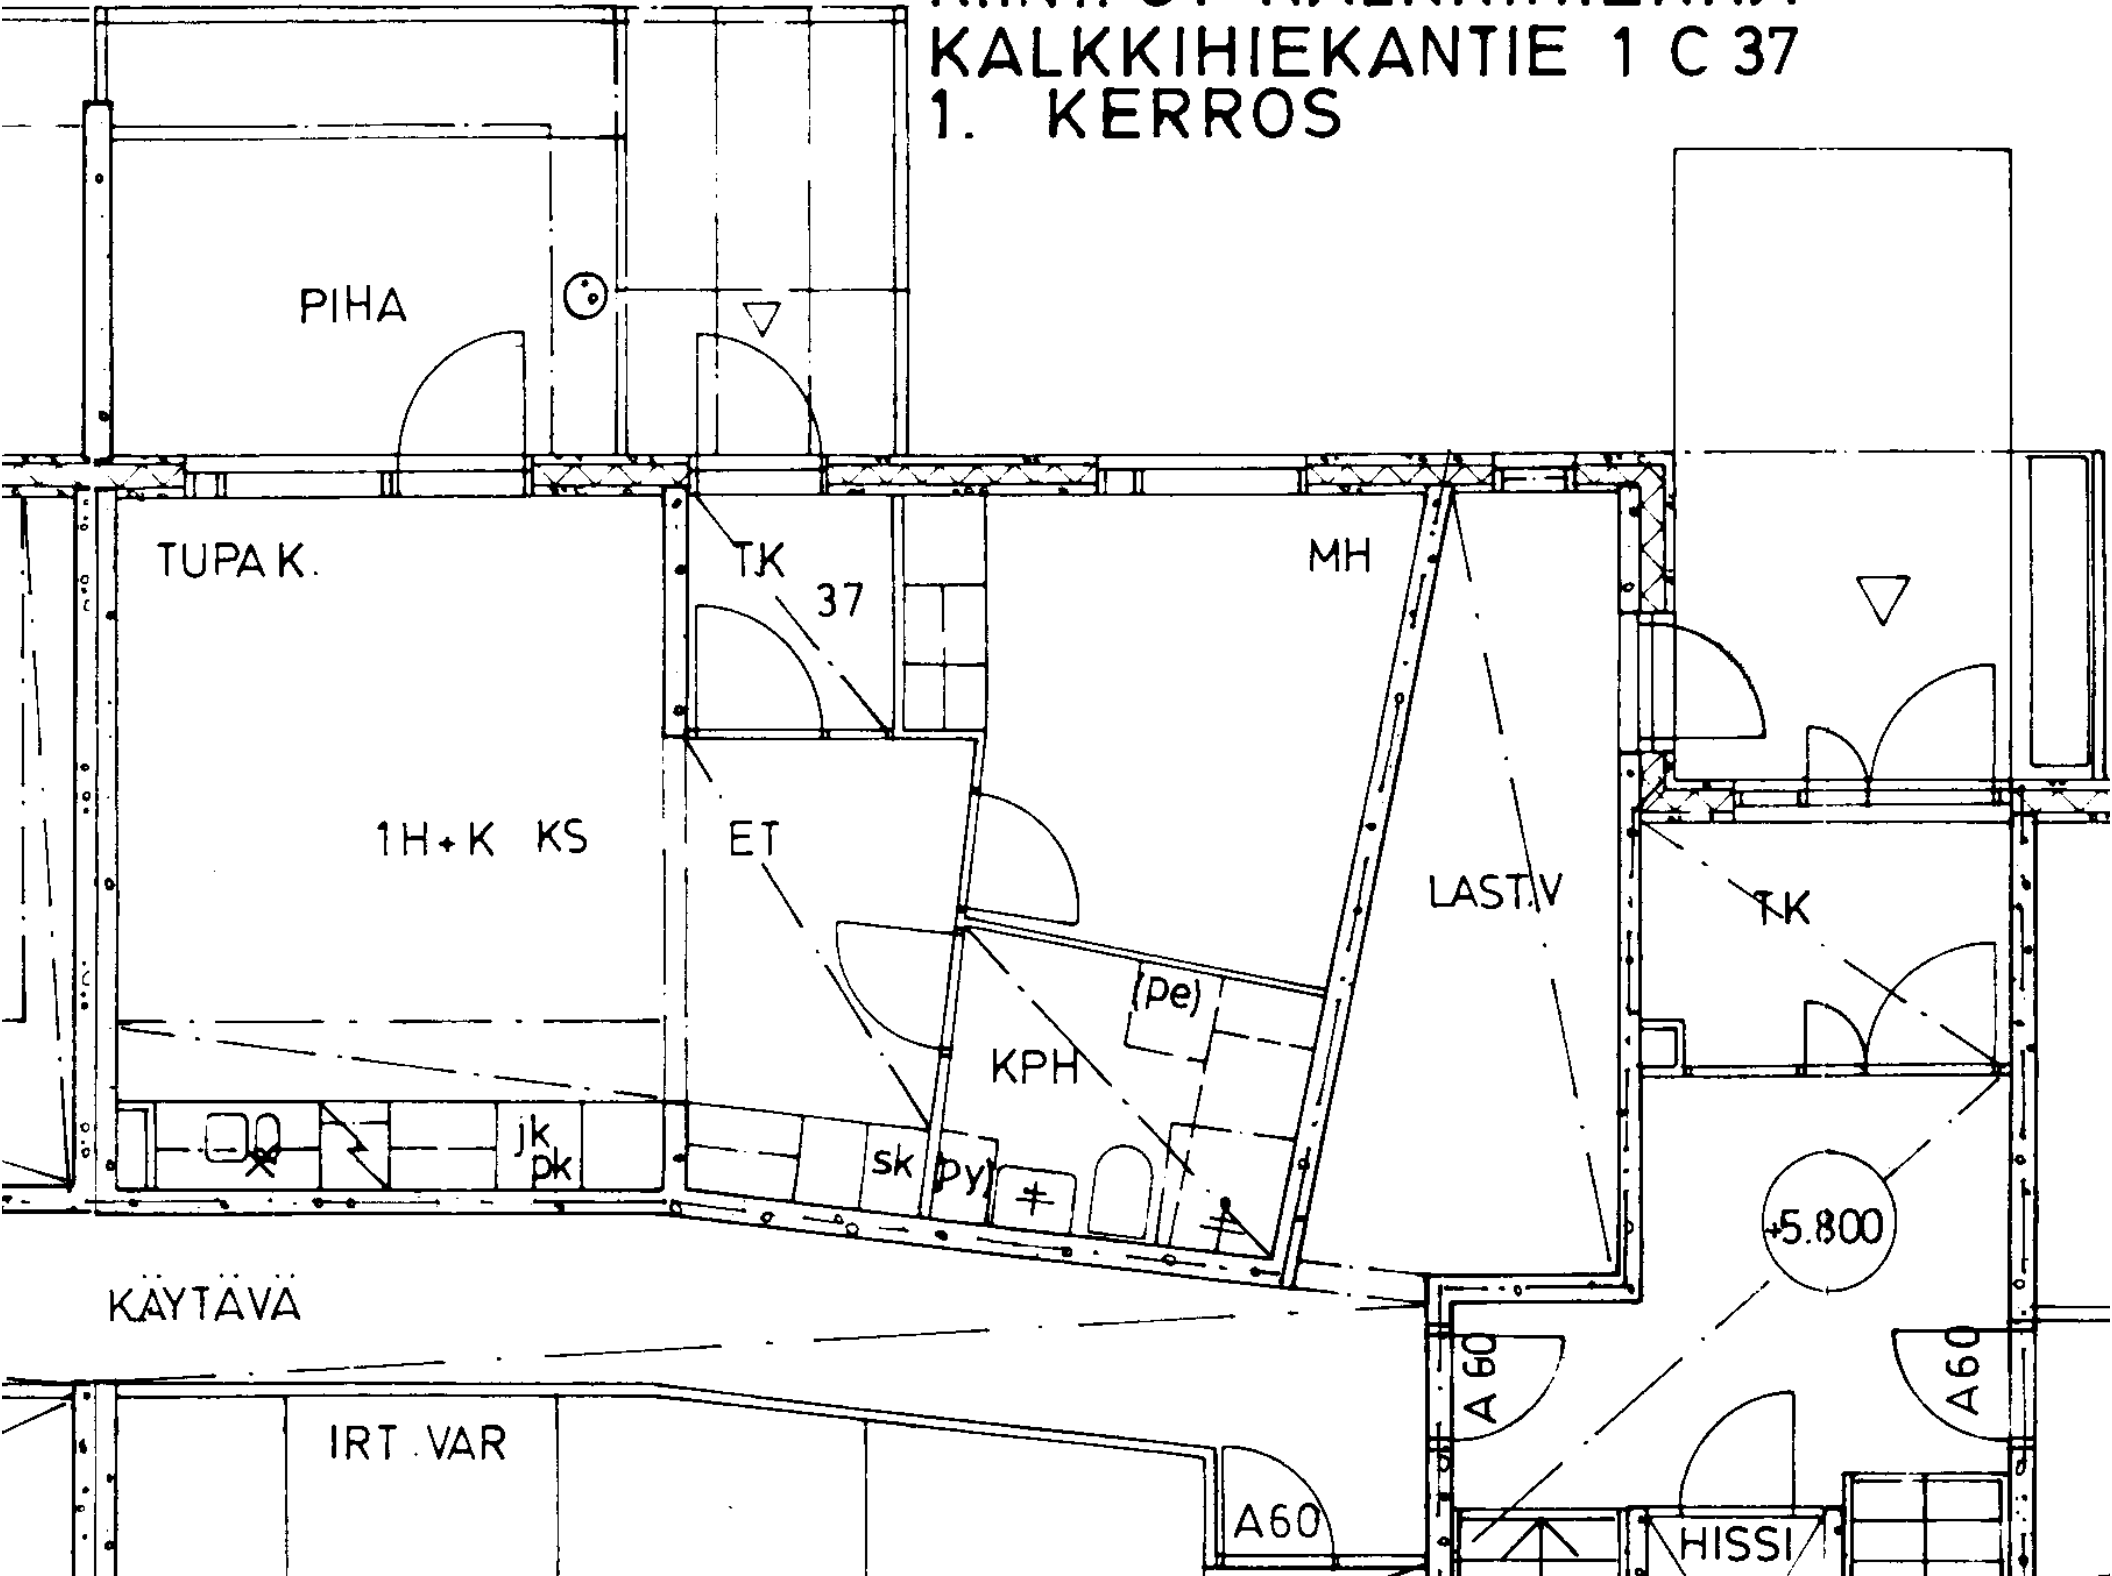 KALKKIHIEKANTIE 1 C 37
1. KERROS
PIHA
TUPAK.
TK
37
MH
1H+K KS
ET
LAST.V
TK
(pe)
KPH
jk
pk
sk
(py)
+5.800
KÄYTÄVÄ
A60
A60
IRT.VAR
A60
HISSI